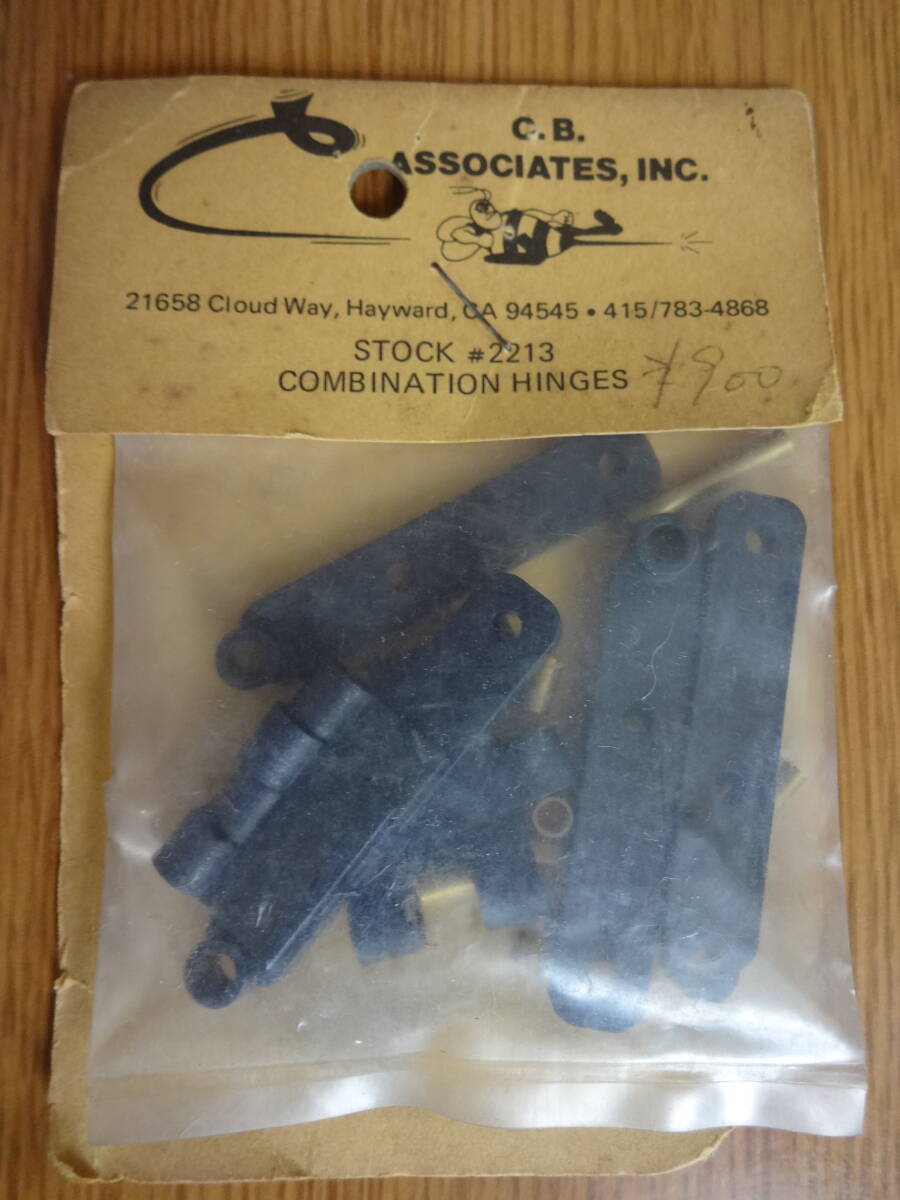 C.B.
ASSOCIATES, INC.
21658 Cloud Way, Hayward, CA 94545 • 415/783-4868
STOCK #2213
COMBINATION HINGES ¥900